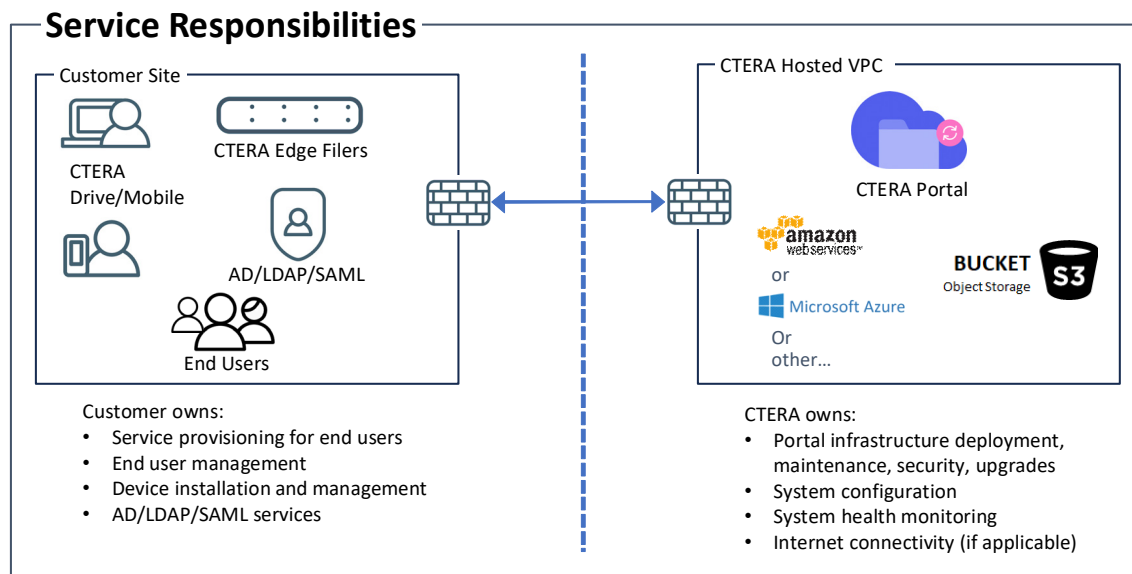 Service Responsibilities
Customer Site
CTERA Edge Filers
CTERA
Drive/Mobile
AD/LDAP/SAML
End Users
CTERA Hosted VPC
CTERA Portal
amazon
webservices™
or
Microsoft Azure
Or
other...
BUCKET
Object Storage
S3
Customer owns:
• Service provisioning for end users
• End user management
• Device installation and management
• AD/LDAP/SAML services
CTERA owns:
• Portal infrastructure deployment,
maintenance, security, upgrades
• System configuration
• System health monitoring
• Internet connectivity (if applicable)